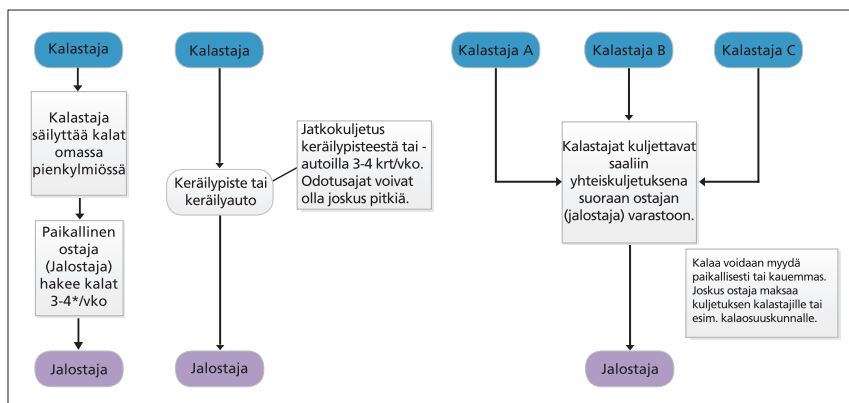 Kalastaja
Kalastaja
säilyttää kalat
omassa
pienkylmiössä
Paikallinen
ostaja
(Jalostaja)
hakee kalat
3-4*/vko
Jalostaja
Kalastaja
Keräilypiste tai
keräilyauto
Jatkokuljetus
keräilypisteestä tai -
autoilla 3-4 krt/vko.
Odotusajat voivat
olla joskus pitkiä.
Jalostaja
Kalastaja A
Kalastaja B
Kalastaja C
Kalastajat kuljettavat
saaliin
yhteiskuljetuksena
suoraan ostajan
(jalostaja) varastoon.
Kalaa voidaan myydä
paikallisesti tai kauemmas.
Joskus ostaja maksaa
kuljetuksen kalastajille tai
esim. kalaosuuskunnalle.
Jalostaja